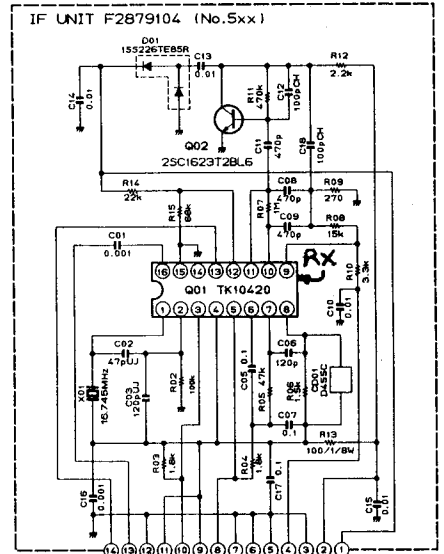 IF UNIT F2879104 (No.5xx)
D01
1SS226TE85R
C13
0.01
R12
2.2k
C14
0.01
R11
470k
C12
100pCH
Q02
2SC1623T2BL6
C11
470p
C18
100pCH
R14
22k
R15
68k
C08
470p
R09
270
R07
1M
C09
470p
R08
15k
C01
0.001
RX
R10
3.3k
16 15 14 13 12 11 10 9
Q01 TK10420
1 2 3 4 5 6 7 8
C10
0.01
C02
47pUJ
X01
16.745MHz
C03
120pUJ
R02
100k
C05 0.1
C06
120p
R05 47k
R06
1.5k
CD01
D455C
C07
0.1
R13
100/1/8W
R03
1.8k
R04
1.8k
C17 0.1
C16
0.001
C15
0.01
14 13 12 11 10 9 8 7 6 5 4 3 2 1